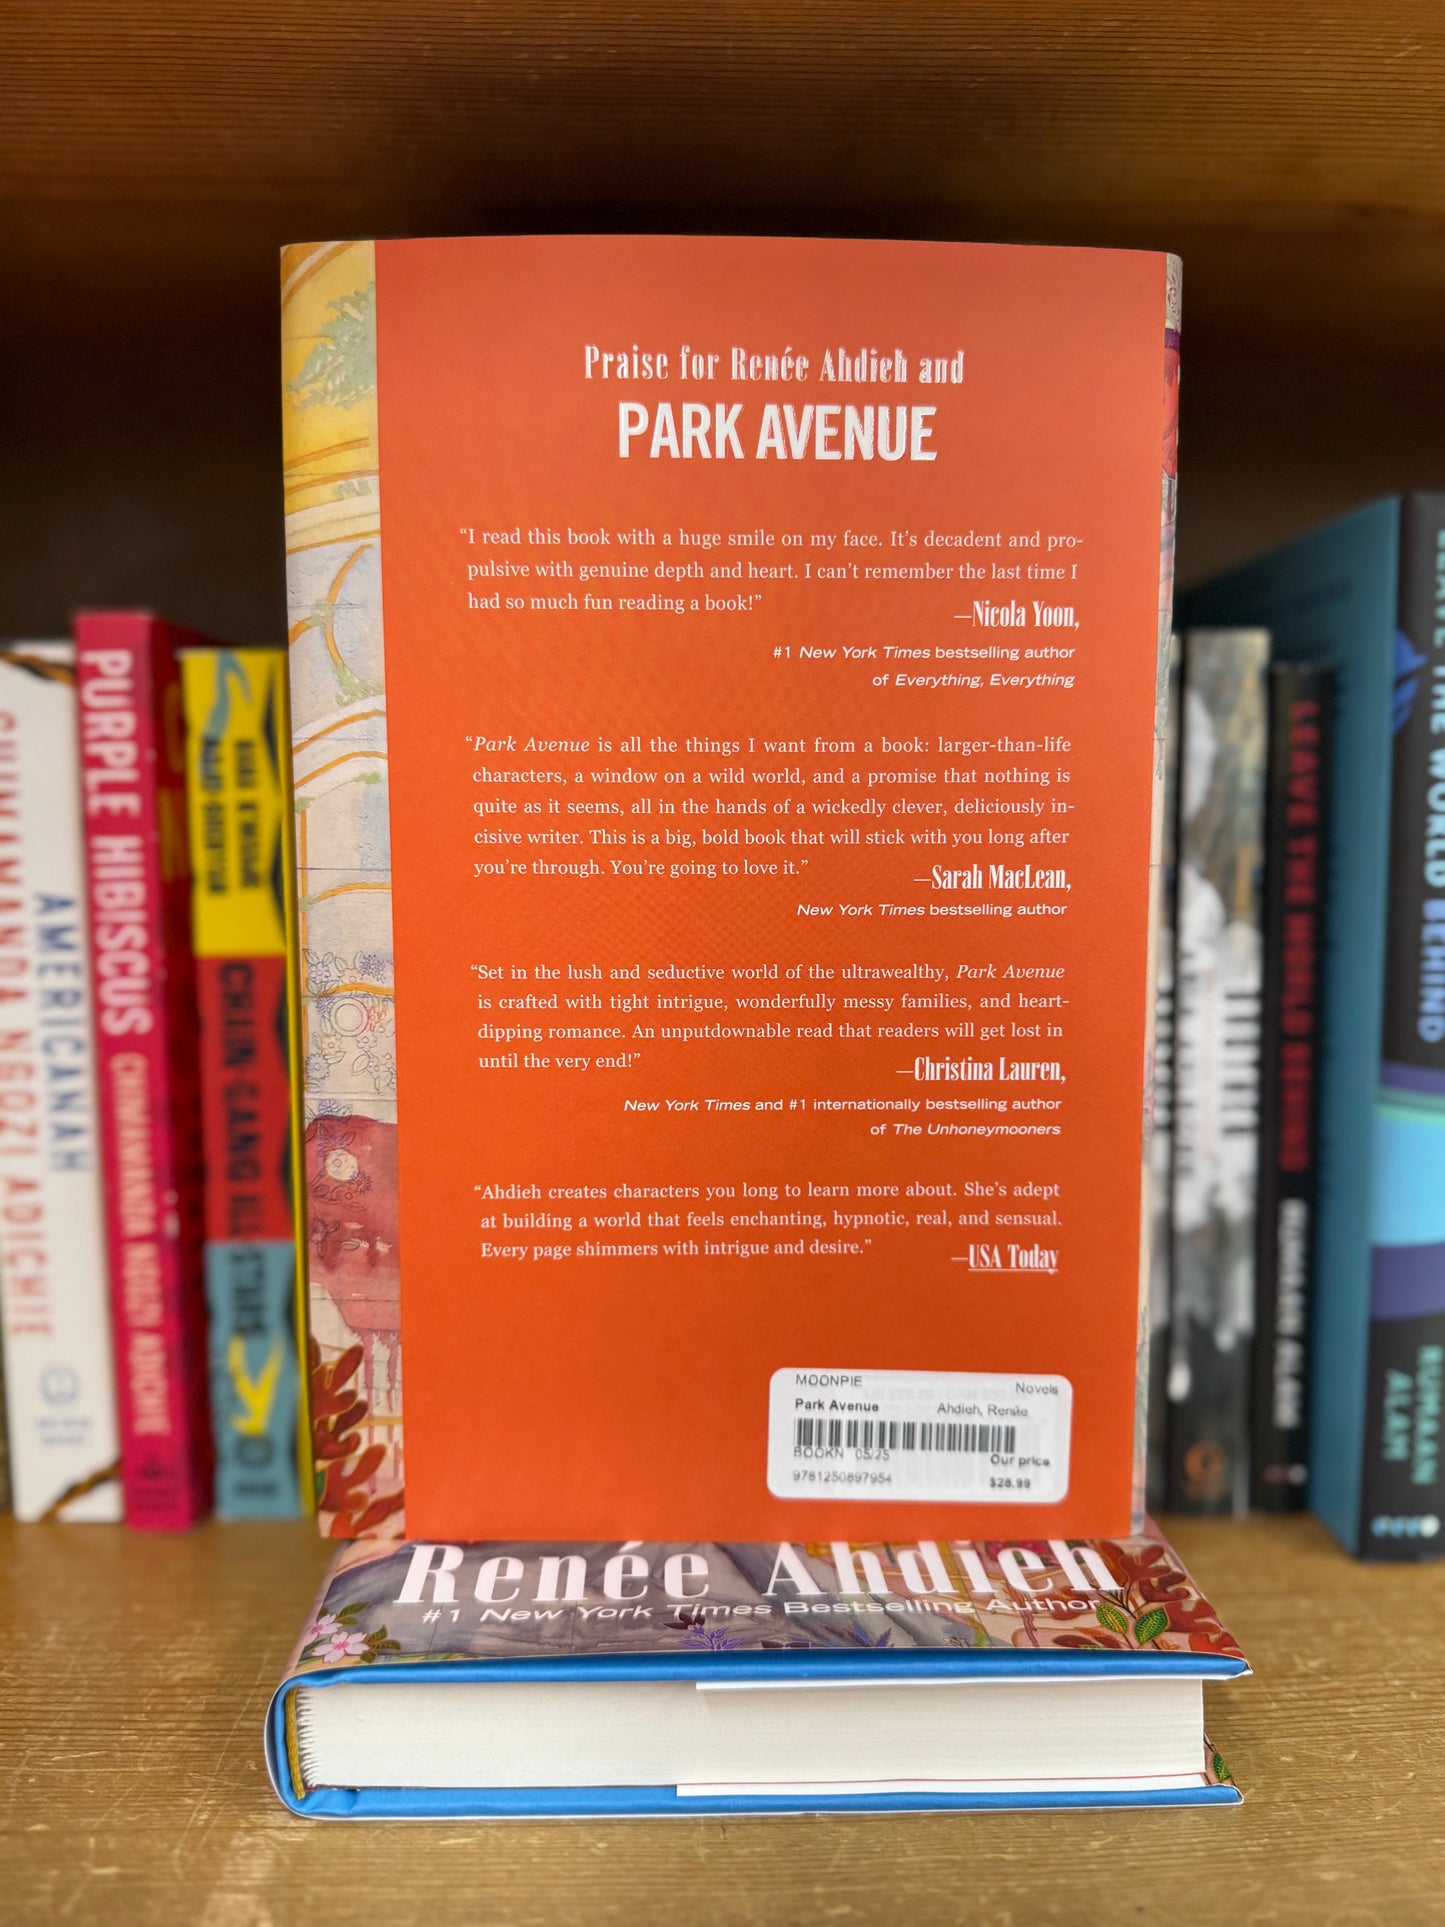 Praise for Renée Ahdieh and
PARK AVENUE
“I read this book with a huge smile on my face. It’s decadent and pro-
pulsive with genuine depth and heart. I can’t remember the last time I
had so much fun reading a book!”
—Nicola Yoon,
#1 New York Times bestselling author
of Everything, Everything
“Park Avenue is all the things I want from a book: larger-than-life
characters, a window on a wild world, and a promise that nothing is
quite as it seems, all in the hands of a wickedly clever, deliciously in-
cisive writer. This is a big, bold book that will stick with you long after
you’re through. You’re going to love it.”
—Sarah MacLean,
New York Times bestselling author
“Set in the lush and seductive world of the ultrawealthy, Park Avenue
is crafted with tight intrigue, wonderfully messy families, and heart-
dipping romance. An unputdownable read that readers will get lost in
until the very end!”
—Christina Lauren,
New York Times and #1 internationally bestselling author
of The Unhoneymooners
“Ahdieh creates characters you long to learn more about. She’s adept
at building a world that feels enchanting, hypnotic, real, and sensual.
Every page shimmers with intrigue and desire.”
—USA Today
MOONPIE Novels
Park Avenue Ahdieh, Renée
BOOKN 05/25 Our price
9781250897954 $28.99
Renée Ahdieh
#1 New York Times Bestselling Author
AMERICANAH
CHIMAMANDA NGOZI ADICHIE
PURPLE HIBISCUS CHIMAMANDA NGOZI ADICHIE
LEAVE THE WORLD BEHIND RUMAAN ALAM
LEAVE THE WORLD BEHIND
RUMAAN
ALAM